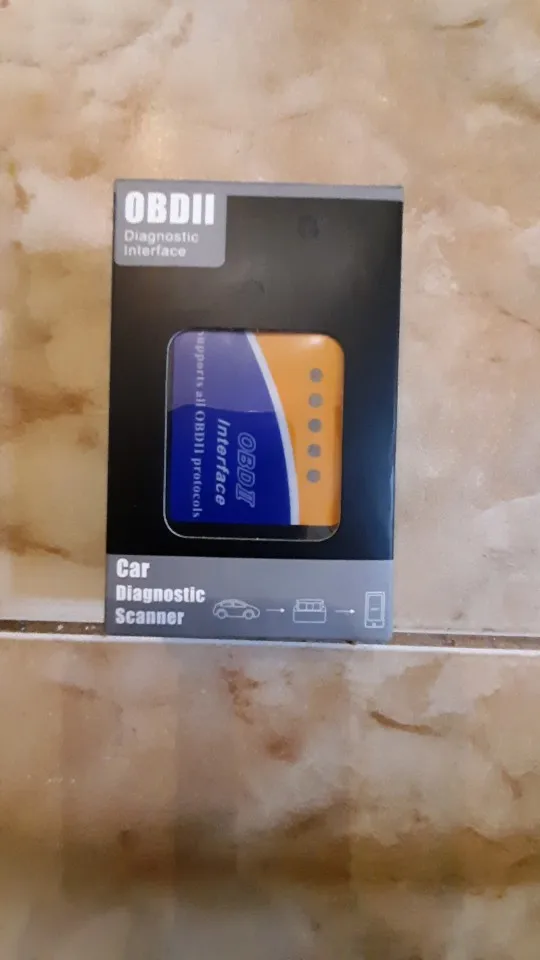 OBDII
Diagnostic
Interface
supports all OBDII protocols
OBDII
Interface
Car
Diagnostic
Scanner